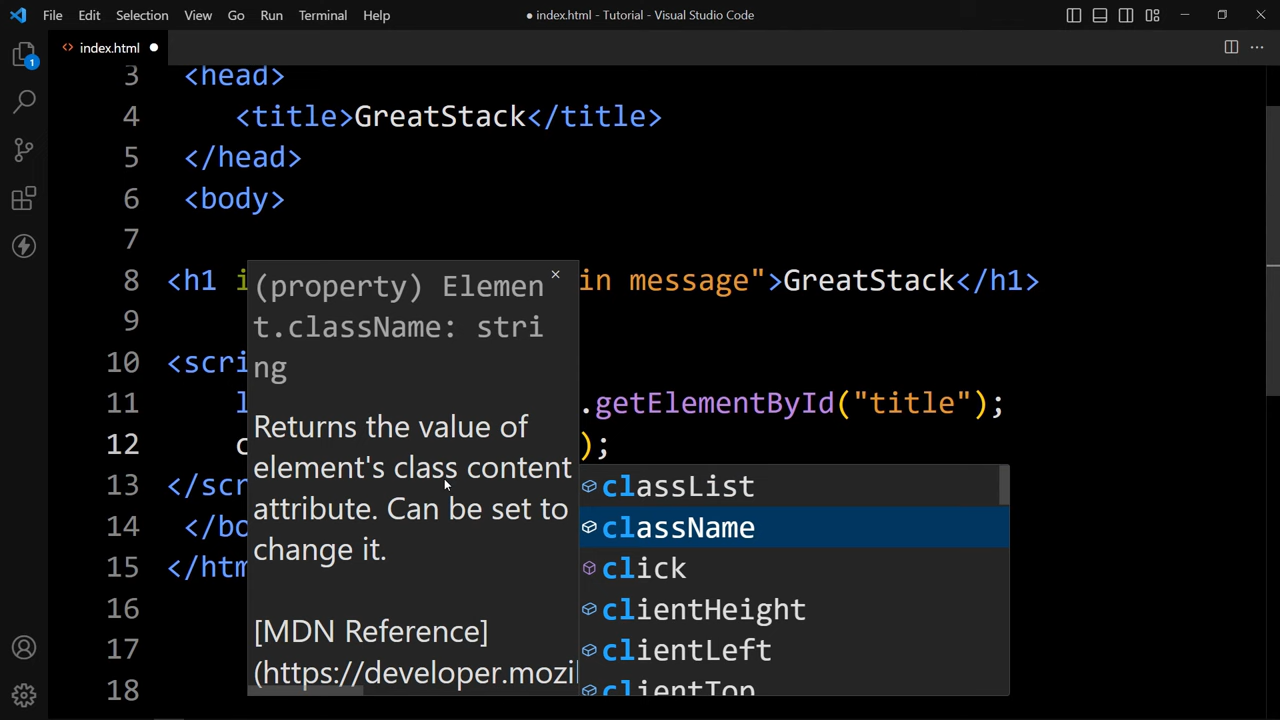 File Edit Selection View Go Run Terminal Help ● index.html - Tutorial - Visual Studio Code
1
<> index.html ●
3 <head>
4 <title>GreatStack</title>
5 </head>
6 <body>
7
8 <h1 i in message">GreatStack</h1>
9
10 <scri
11 l .getElementById("title");
12 c );
13 </scr
14 </bo
15 </htm
16
17
18
(property) Elemen
t.className: stri
ng
Returns the value of
element's class content
attribute. Can be set to
change it.
[MDN Reference]
(https://developer.mozil
classList
className
click
clientHeight
clientLeft
clientTop